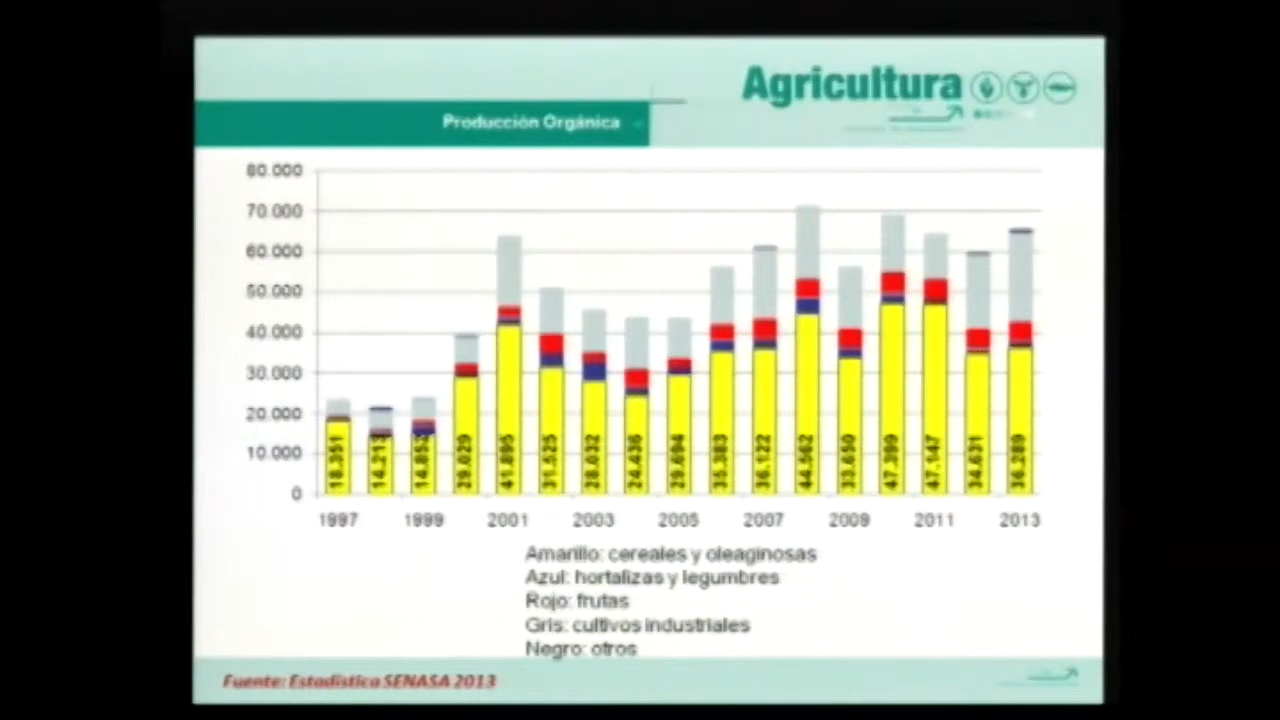 Agricultura
Producción Orgánica
80.000
70.000
60.000
50.000
40.000
30.000
20.000
10.000
0
18.351
14.213
14.852
29.029
41.895
31.525
28.032
24.436
29.694
35.383
36.122
44.562
33.650
47.399
47.147
34.631
36.289
1997 1999 2001 2003 2005 2007 2009 2011 2013
Amarillo: cereales y oleaginosas
Azul: hortalizas y legumbres
Rojo: frutas
Gris: cultivos industriales
Negro: otros
Fuente: Estadística SENASA 2013